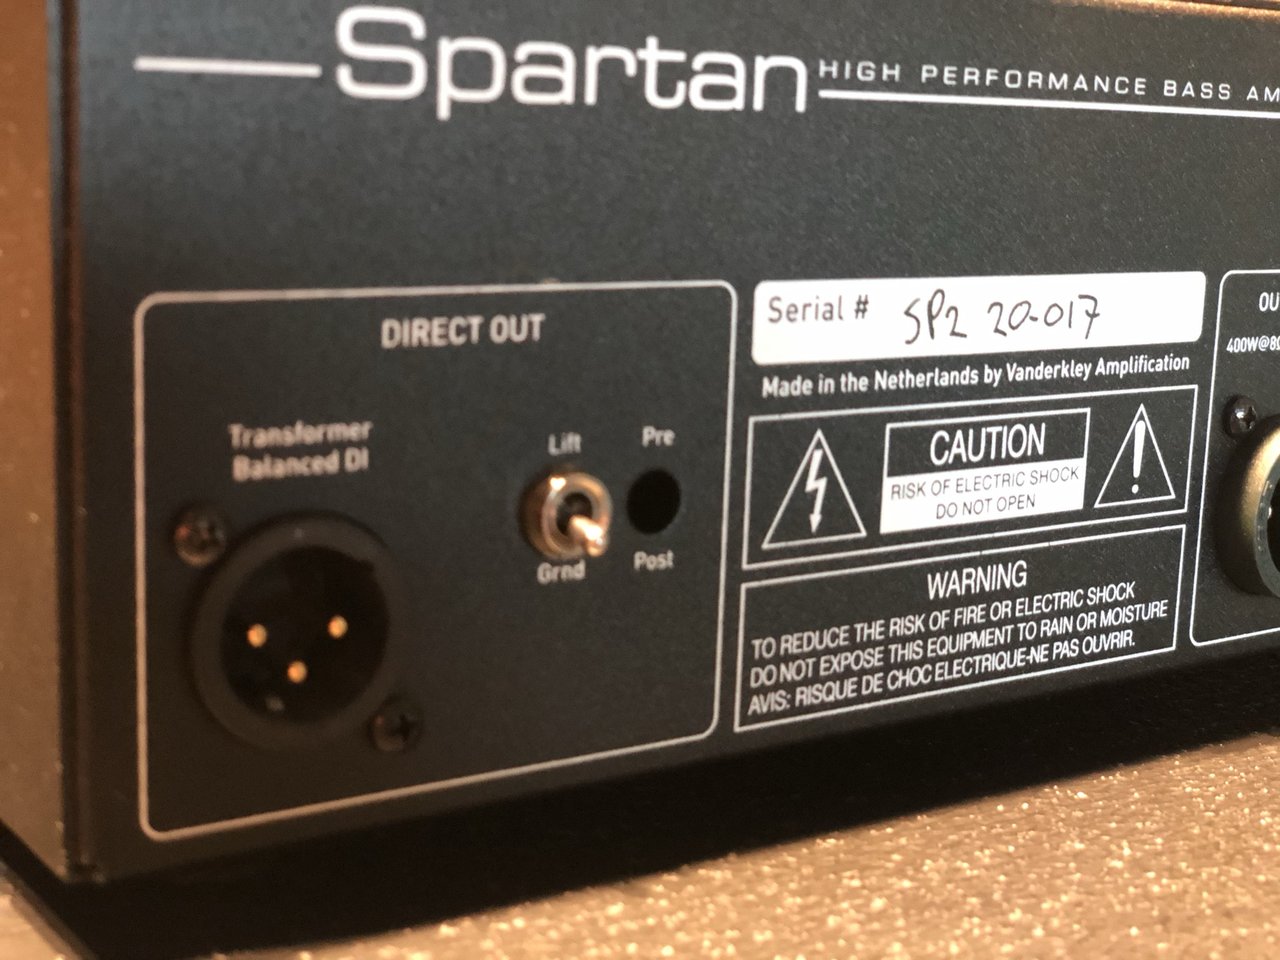 Spartan HIGH PERFORMANCE BASS AM
DIRECT OUT
Transformer
Balanced DI
Lift
Grnd
Pre
Post
Serial # SP2 20-017
Made in the Netherlands by Vanderkley Amplification
CAUTION
RISK OF ELECTRIC SHOCK
DO NOT OPEN
WARNING
TO REDUCE THE RISK OF FIRE OR ELECTRIC SHOCK
DO NOT EXPOSE THIS EQUIPMENT TO RAIN OR MOISTURE
AVIS: RISQUE DE CHOC ELECTRIQUE-NE PAS OUVRIR.
OU
400W@8Ω